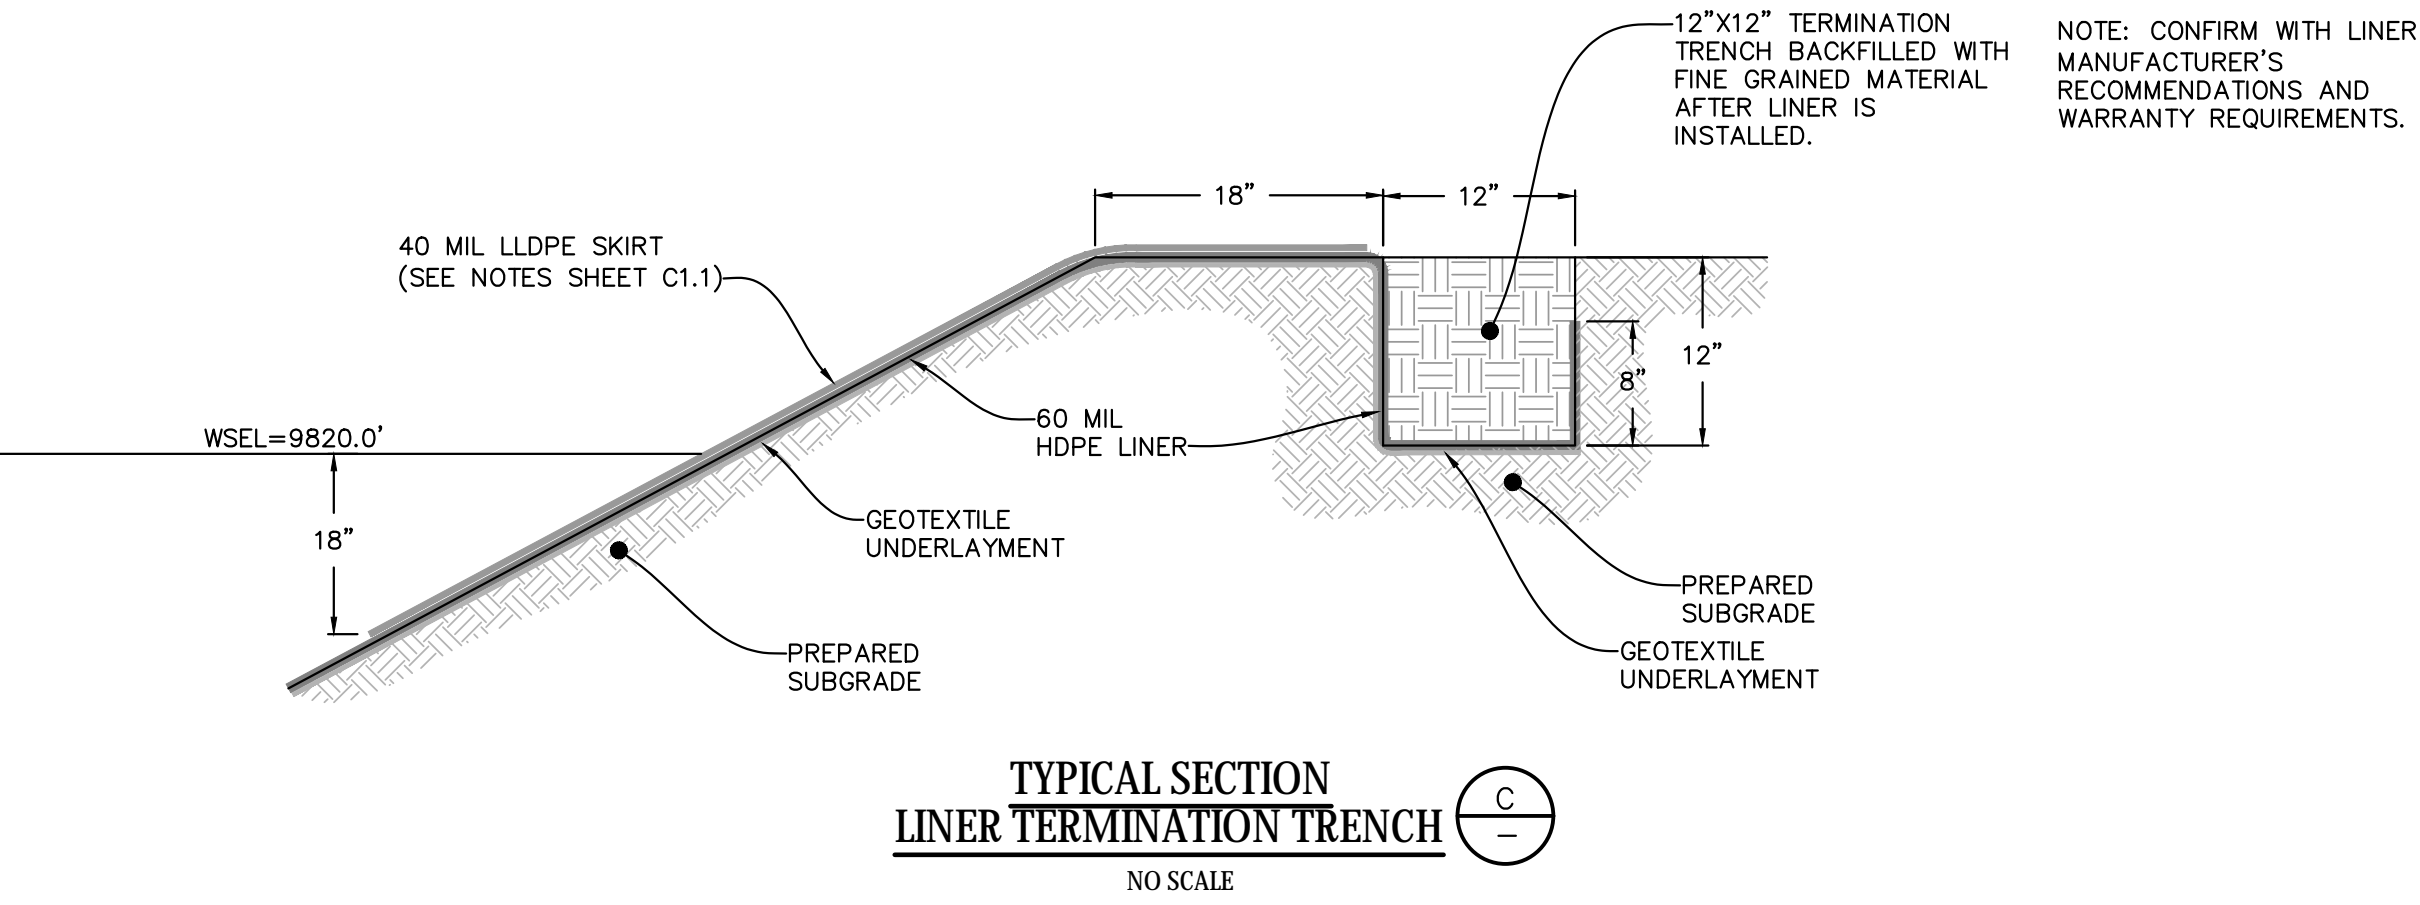 12”X12” TERMINATION
TRENCH BACKFILLED WITH
FINE GRAINED MATERIAL
AFTER LINER IS
INSTALLED.
NOTE: CONFIRM WITH LINER
MANUFACTURER'S
RECOMMENDATIONS AND
WARRANTY REQUIREMENTS.
18”
12”
40 MIL LLDPE SKIRT
(SEE NOTES SHEET C1.1)
12”
8”
60 MIL
HDPE LINER
WSEL=9820.0'
18”
GEOTEXTILE
UNDERLAYMENT
PREPARED
SUBGRADE
PREPARED
SUBGRADE
GEOTEXTILE
UNDERLAYMENT
TYPICAL SECTION
LINER TERMINATION TRENCH
C
–
NO SCALE